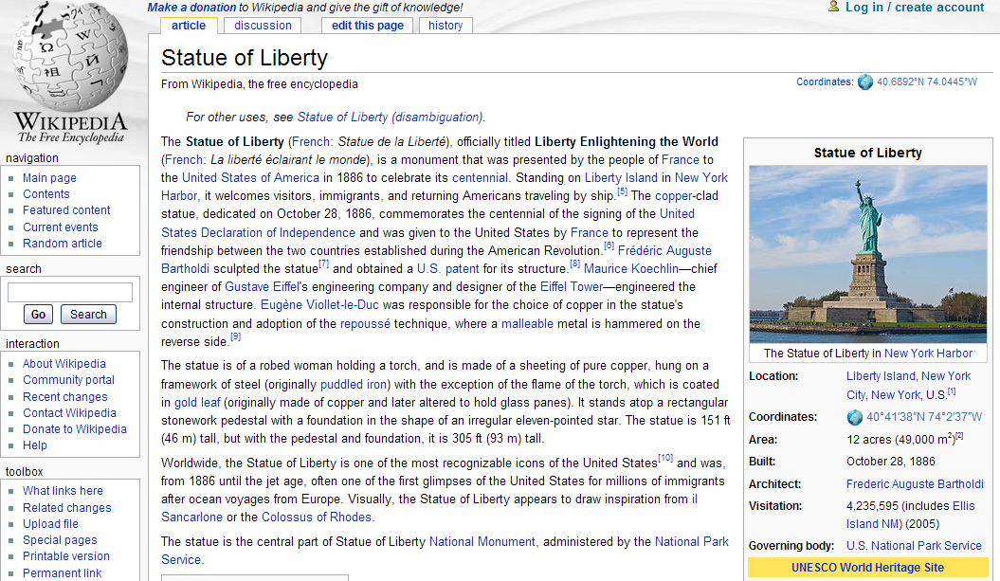 Make a donation to Wikipedia and give the gift of knowledge!
Log in / create account
article
discussion
edit this page
history
Statue of Liberty
From Wikipedia, the free encyclopedia
Coordinates: 40.6892°N 74.0445°W
For other uses, see Statue of Liberty (disambiguation).
The Statue of Liberty (French: Statue de la Liberté), officially titled Liberty Enlightening the World
(French: La liberté éclairant le monde), is a monument that was presented by the people of France to
the United States of America in 1886 to celebrate its centennial. Standing on Liberty Island in New York
Harbor, it welcomes visitors, immigrants, and returning Americans traveling by ship.[5] The copper-clad
statue, dedicated on October 28, 1886, commemorates the centennial of the signing of the United
States Declaration of Independence and was given to the United States by France to represent the
friendship between the two countries established during the American Revolution.[6] Frédéric Auguste
Bartholdi sculpted the statue[7] and obtained a U.S. patent for its structure.[8] Maurice Koechlin—chief
engineer of Gustave Eiffel's engineering company and designer of the Eiffel Tower—engineered the
internal structure. Eugène Viollet-le-Duc was responsible for the choice of copper in the statue's
construction and adoption of the repoussé technique, where a malleable metal is hammered on the
reverse side.[9]
The statue is of a robed woman holding a torch, and is made of a sheeting of pure copper, hung on a
framework of steel (originally puddled iron) with the exception of the flame of the torch, which is coated
in gold leaf (originally made of copper and later altered to hold glass panes). It stands atop a rectangular
stonework pedestal with a foundation in the shape of an irregular eleven-pointed star. The statue is 151 ft
(46 m) tall, but with the pedestal and foundation, it is 305 ft (93 m) tall.
Worldwide, the Statue of Liberty is one of the most recognizable icons of the United States[10] and was,
from 1886 until the jet age, often one of the first glimpses of the United States for millions of immigrants
after ocean voyages from Europe. Visually, the Statue of Liberty appears to draw inspiration from il
Sancarlone or the Colossus of Rhodes.
The statue is the central part of Statue of Liberty National Monument, administered by the National Park
Service.
Statue of Liberty
The Statue of Liberty in New York Harbor
Location: Liberty Island, New York
City, New York, U.S.[1]
Coordinates: 40°41′38″N 74°2′37″W
Area: 12 acres (49,000 m2)[2]
Built: October 28, 1886
Architect: Frederic Auguste Bartholdi
Visitation: 4,235,595 (includes Ellis
Island NM) (2005)
Governing body: U.S. National Park Service
UNESCO World Heritage Site
Ω
W
И
祖
WIKIPEDIA
The Free Encyclopedia
navigation
Main page
Contents
Featured content
Current events
Random article
search
Go
Search
interaction
About Wikipedia
Community portal
Recent changes
Contact Wikipedia
Donate to Wikipedia
Help
toolbox
What links here
Related changes
Upload file
Special pages
Printable version
Permanent link